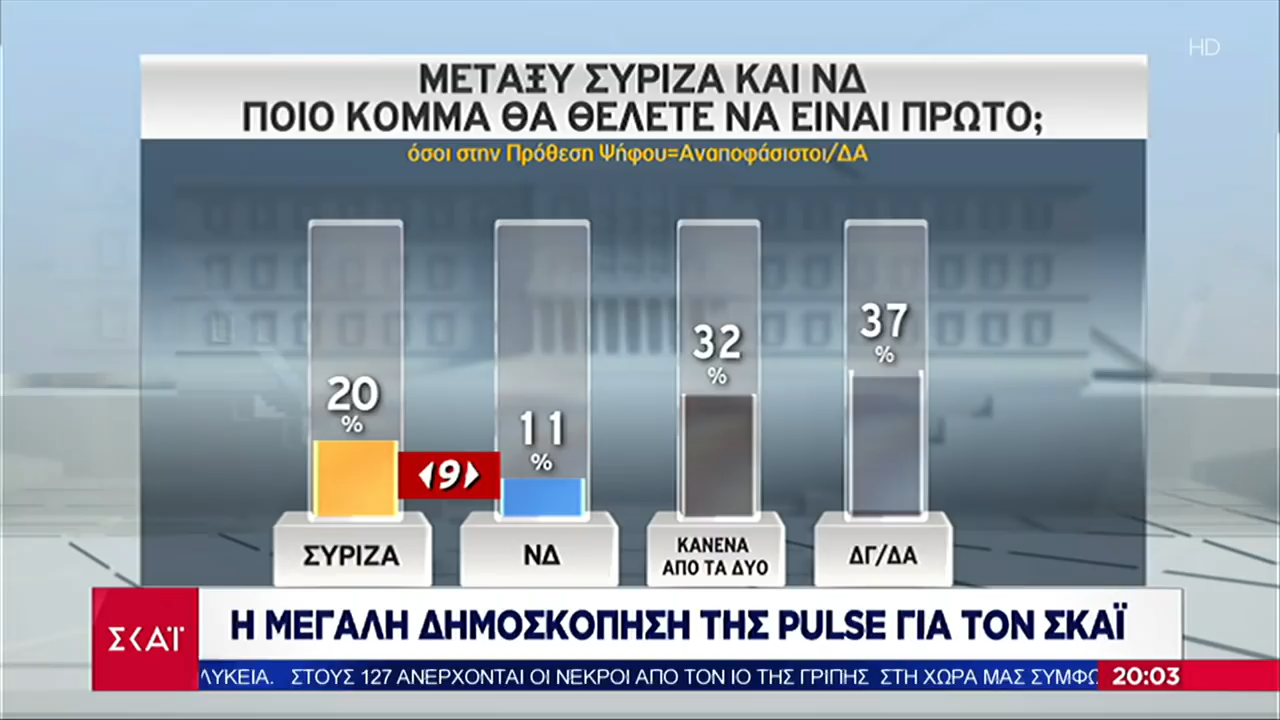 HD
ΜΕΤΑΞΥ ΣΥΡΙΖΑ ΚΑΙ ΝΔ
ΠΟΙΟ ΚΟΜΜΑ ΘΑ ΘΕΛΕΤΕ ΝΑ ΕΙΝΑΙ ΠΡΩΤΟ;
όσοι στην Πρόθεση Ψήφου=Αναποφάσιστοι/ΔΑ
20
%
9
11
%
32
%
37
%
ΣΥΡΙΖΑ
ΝΔ
ΚΑΝΕΝΑ
ΑΠΟ ΤΑ ΔΥΟ
ΔΓ/ΔΑ
ΣΚΑΪ
Η ΜΕΓΑΛΗ ΔΗΜΟΣΚΟΠΗΣΗ ΤΗΣ PULSE ΓΙΑ ΤΟΝ ΣΚΑΪ
ΛΥΚΕΙΑ. ΣΤΟΥΣ 127 ΑΝΕΡΧΟΝΤΑΙ ΟΙ ΝΕΚΡΟΙ ΑΠΟ ΤΟΝ ΙΟ ΤΗΣ ΓΡΙΠΗΣ ΣΤΗ ΧΩΡΑ ΜΑΣ ΣΥΜΦΩ
20:03